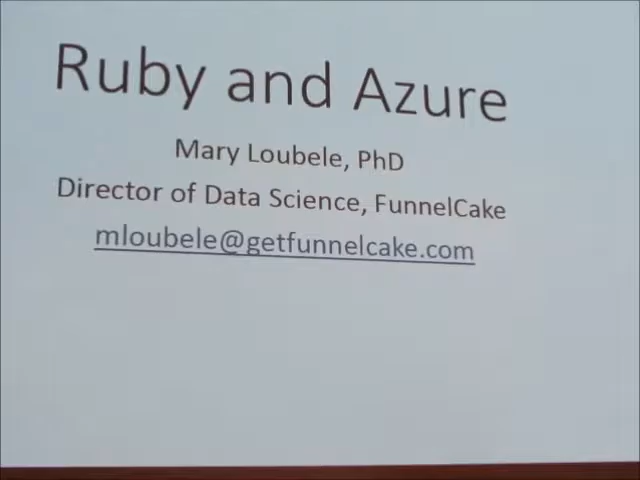 Ruby and Azure
Mary Loubele, PhD
Director of Data Science, FunnelCake
mloubele@getfunnelcake.com